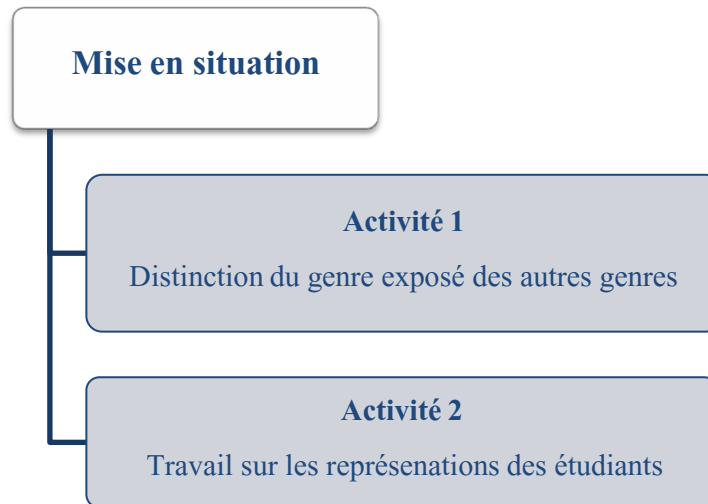 Mise en situation
Activité 1
Distinction du genre exposé des autres genres
Activité 2
Travail sur les représenations des étudiants